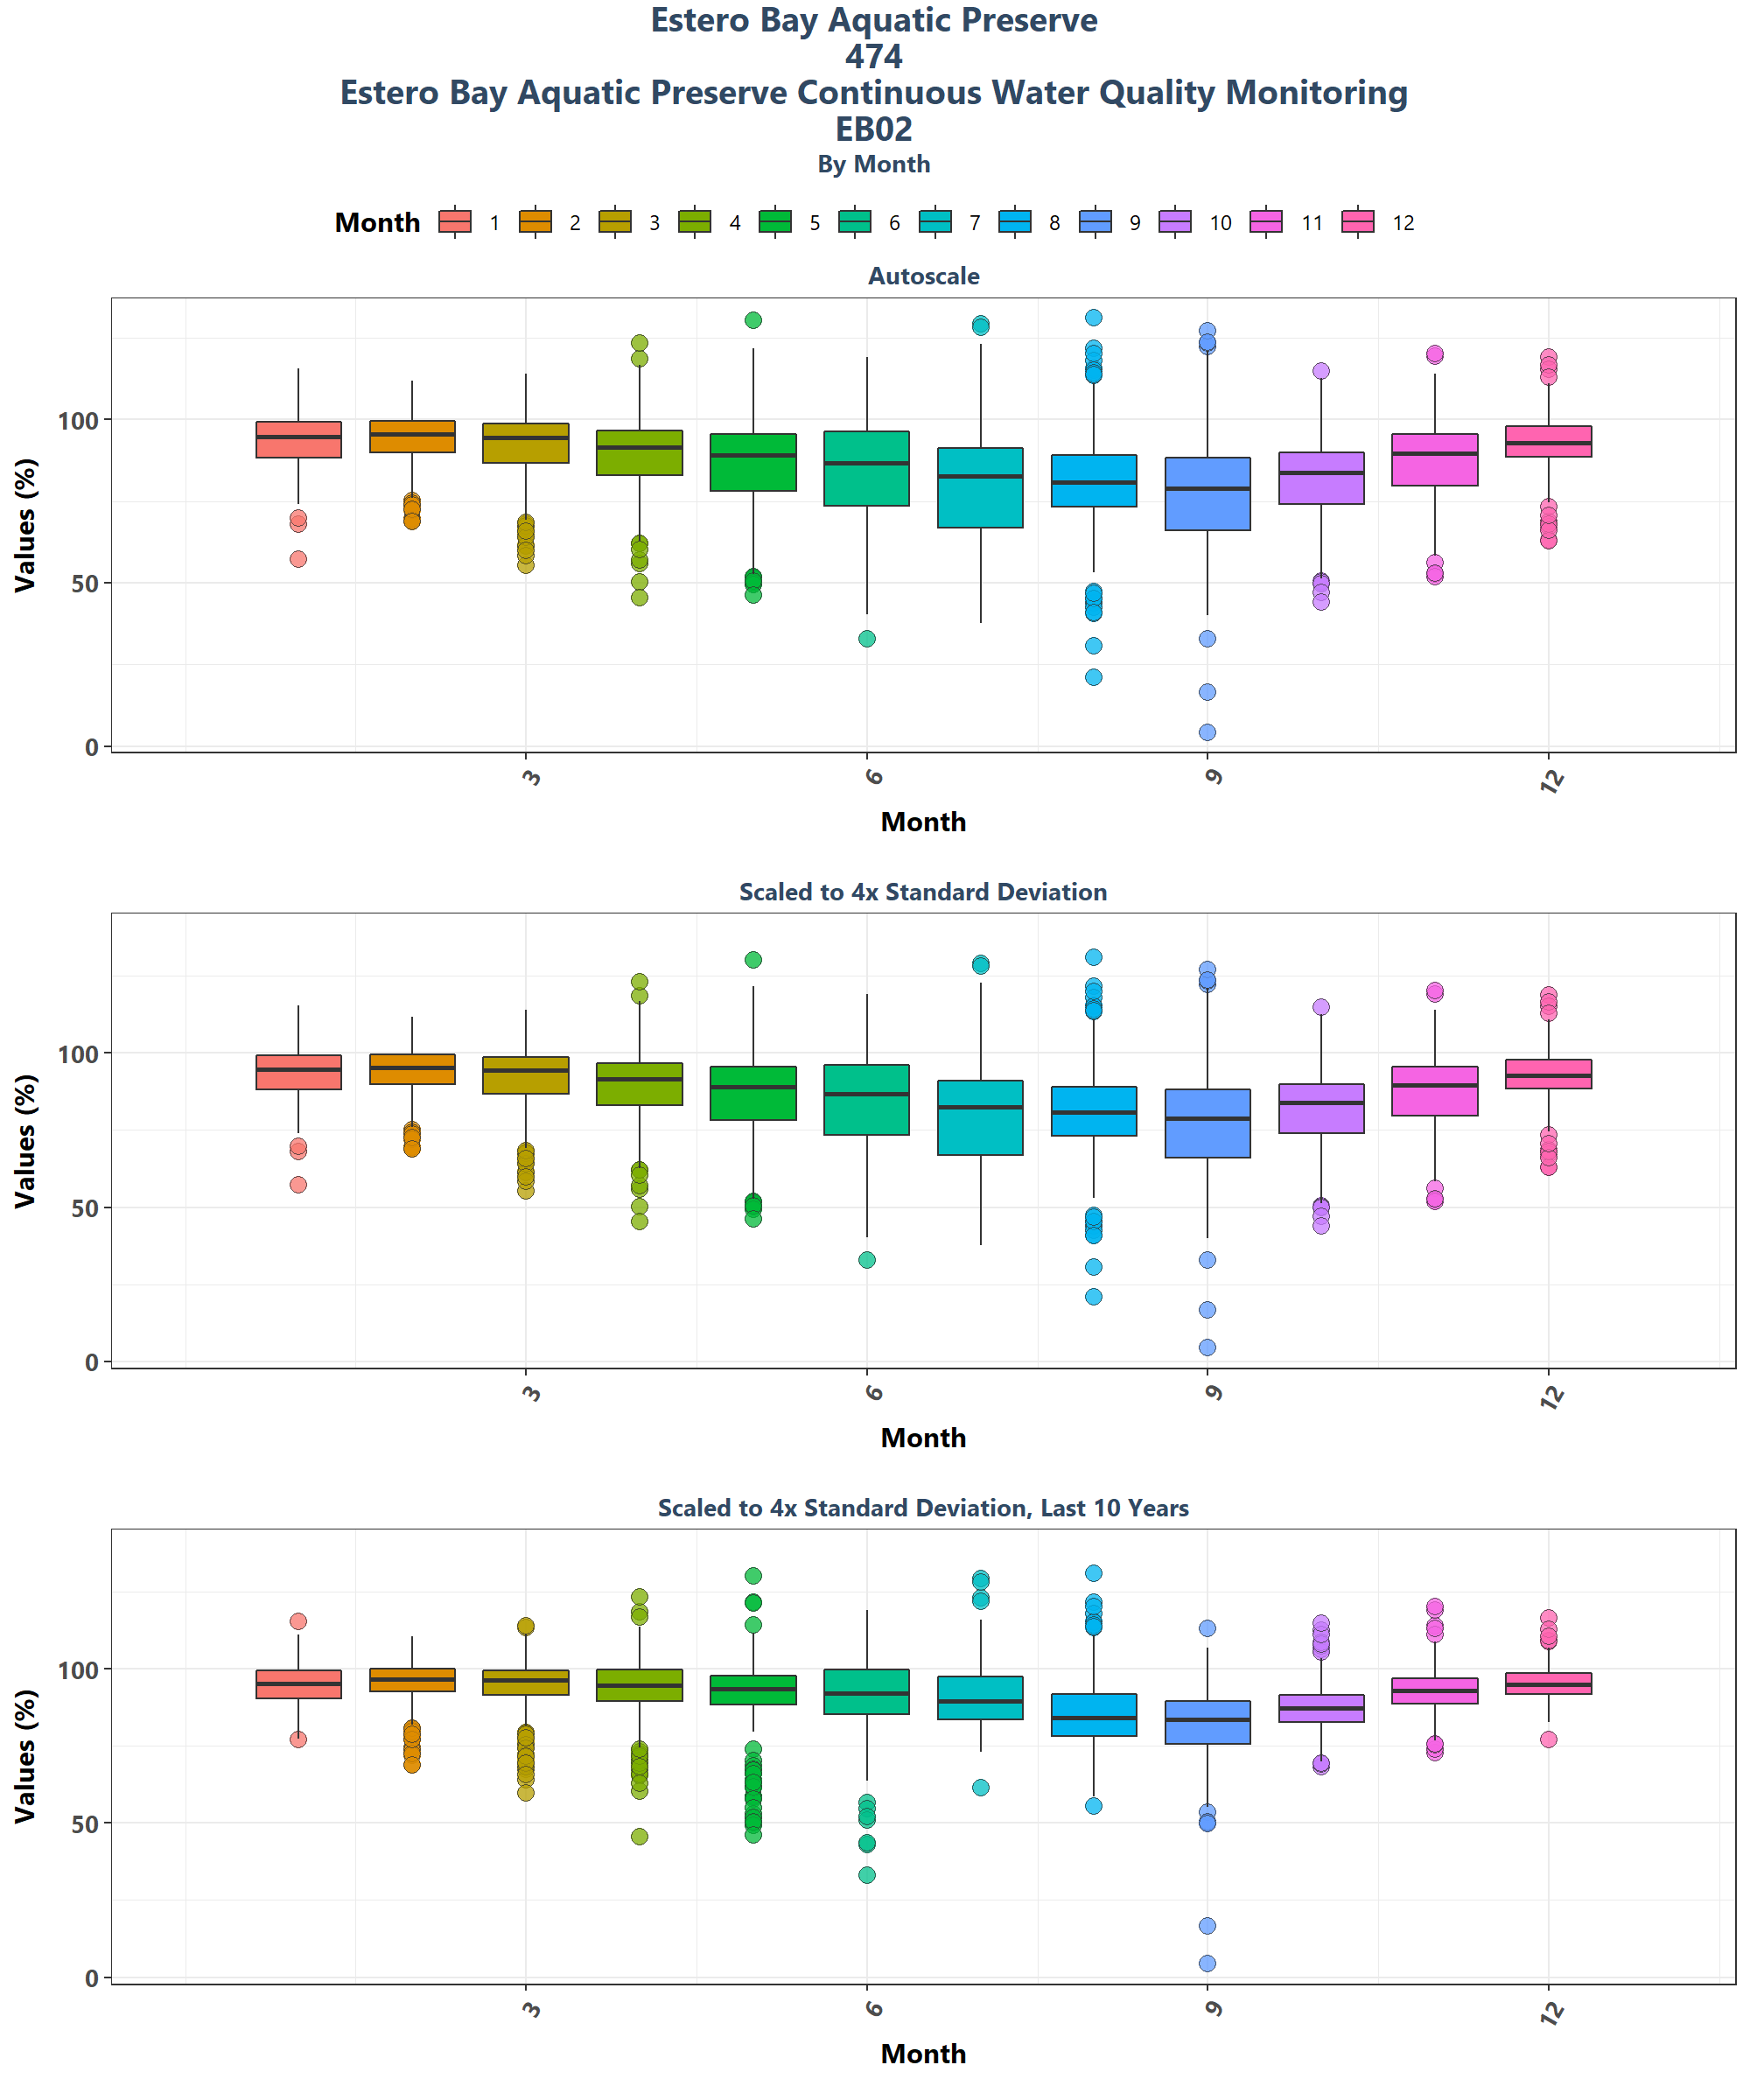 Estero Bay Aquatic Preserve
474
Estero Bay Aquatic Preserve Continuous Water Quality Monitoring
EB02
By Month
Month 1 2 3 4 5 6 7 8 9 10 11 12
Autoscale
Values (%)
100
50
0
3 6 9 12
Month
Scaled to 4x Standard Deviation
Values (%)
100
50
0
3 6 9 12
Month
Scaled to 4x Standard Deviation, Last 10 Years
Values (%)
100
50
0
3 6 9 12
Month